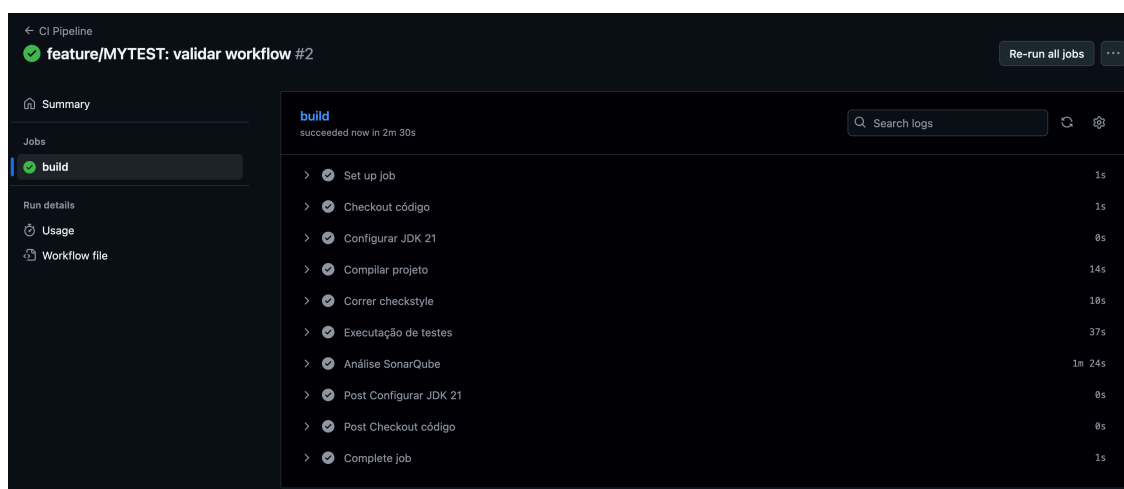 ← CI Pipeline
feature/MYTEST: validar workflow #2
Re-run all jobs
Summary
Jobs
build
Run details
Usage
Workflow file
build
succeeded now in 2m 30s
Search logs
Set up job 1s
Checkout código 1s
Configurar JDK 21 0s
Compilar projeto 14s
Correr checkstyle 10s
Executação de testes 37s
Análise SonarQube 1m 24s
Post Configurar JDK 21 0s
Post Checkout código 0s
Complete job 1s